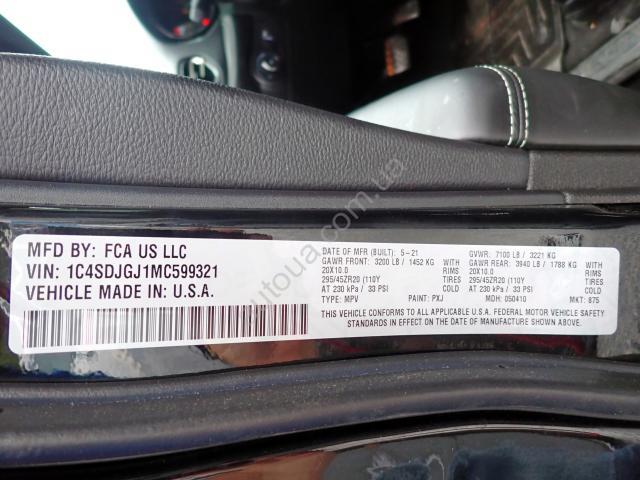 MFD BY: FCA US LLC
VIN: 1C4SDJGJ1MC599321
VEHICLE MADE IN: U.S.A.
DATE OF MFR (BUILT): 5-21
GAWR FRONT: 3200 LB / 1452 KG
20X10.0 RIMS
295/45ZR20 (110Y TIRES
AT 230 kPa / 33 PSI COLD
TYPE: MPV PAINT: PXJ
GVWR: 7100 LB / 3221 KG
GAWR REAR: 3940 LB / 1788 KG
20X10.0 RIMS
295/45ZR20 (110Y TIRES
AT 230 kPa / 33 PSI COLD
MDH: 050410 MKT: 875
THIS VEHICLE CONFORMS TO ALL APPLICABLE U.S.A. FEDERAL MOTOR VEHICLE SAFETY
STANDARDS IN EFFECT ON THE DATE OF MANUFACTURE SHOWN ABOVE.
autoua.com.ua